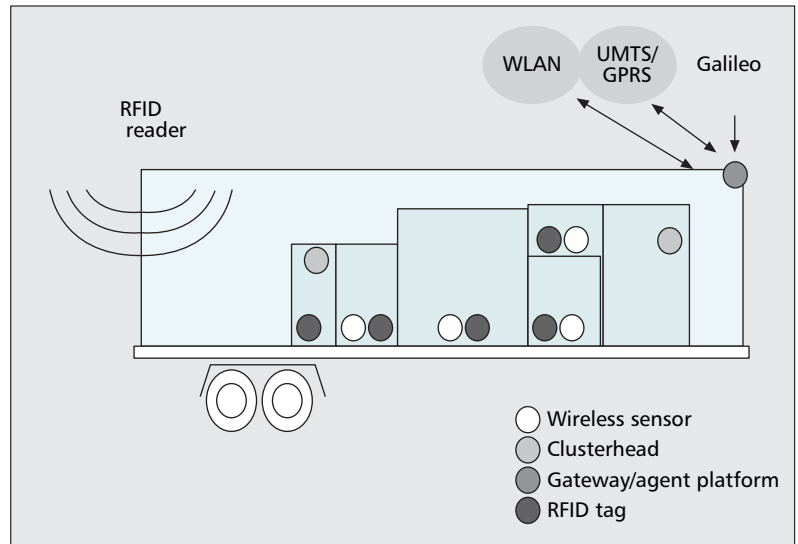 WLAN
UMTS/
GPRS
Galileo
RFID
reader
Wireless sensor
Clusterhead
Gateway/agent platform
RFID tag